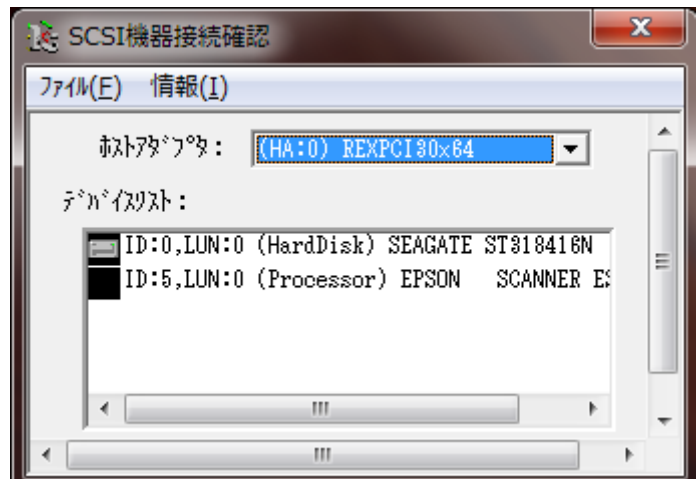 SCSI機器接続確認
ﾌｧｲﾙ(F) 情報(I)
ﾎｽﾄｱﾀﾞﾌﾟﾀ: (HA:0) REXPCI30x64
ﾃﾞﾊﾞｲｽﾘｽﾄ:
ID:0,LUN:0 (HardDisk) SEAGATE ST318416N
ID:5,LUN:0 (Processor) EPSON SCANNER